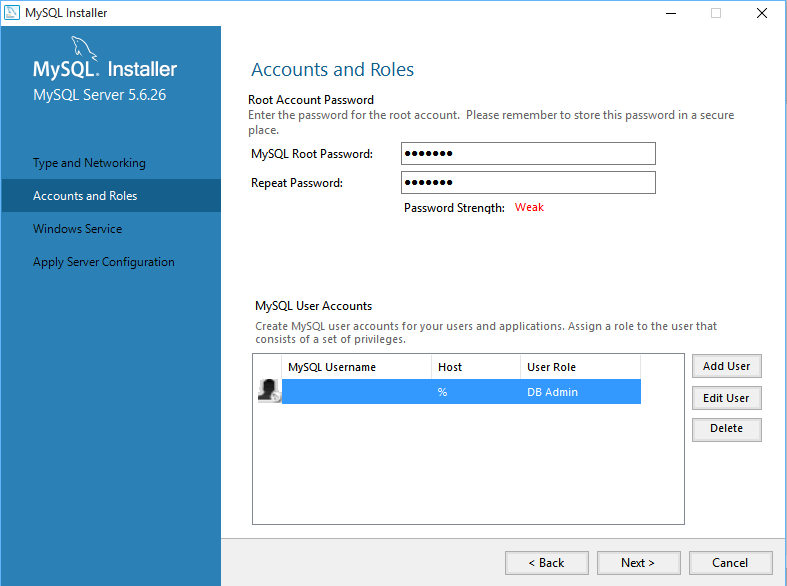 MySQL Installer
MySQL. Installer
MySQL Server 5.6.26
Type and Networking
Accounts and Roles
Windows Service
Apply Server Configuration
Accounts and Roles
Root Account Password
Enter the password for the root account. Please remember to store this password in a secure
place.
MySQL Root Password: ●●●●●●●
Repeat Password: ●●●●●●●
Password Strength: Weak
MySQL User Accounts
Create MySQL user accounts for your users and applications. Assign a role to the user that
consists of a set of privileges.
MySQL Username Host User Role
% DB Admin
Add User
Edit User
Delete
< Back Next > Cancel